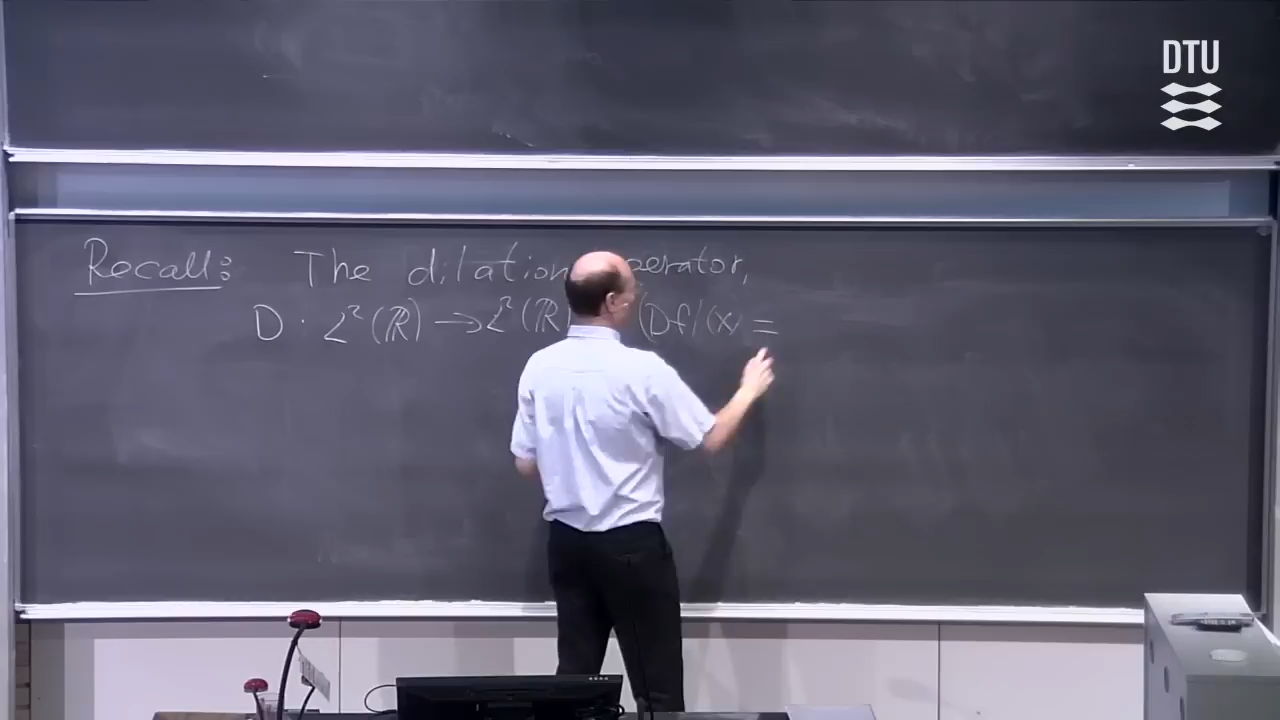 DTU
Recall: The dilation operator,
D : L²(ℝ) → L²(ℝ) (Df)(x) =